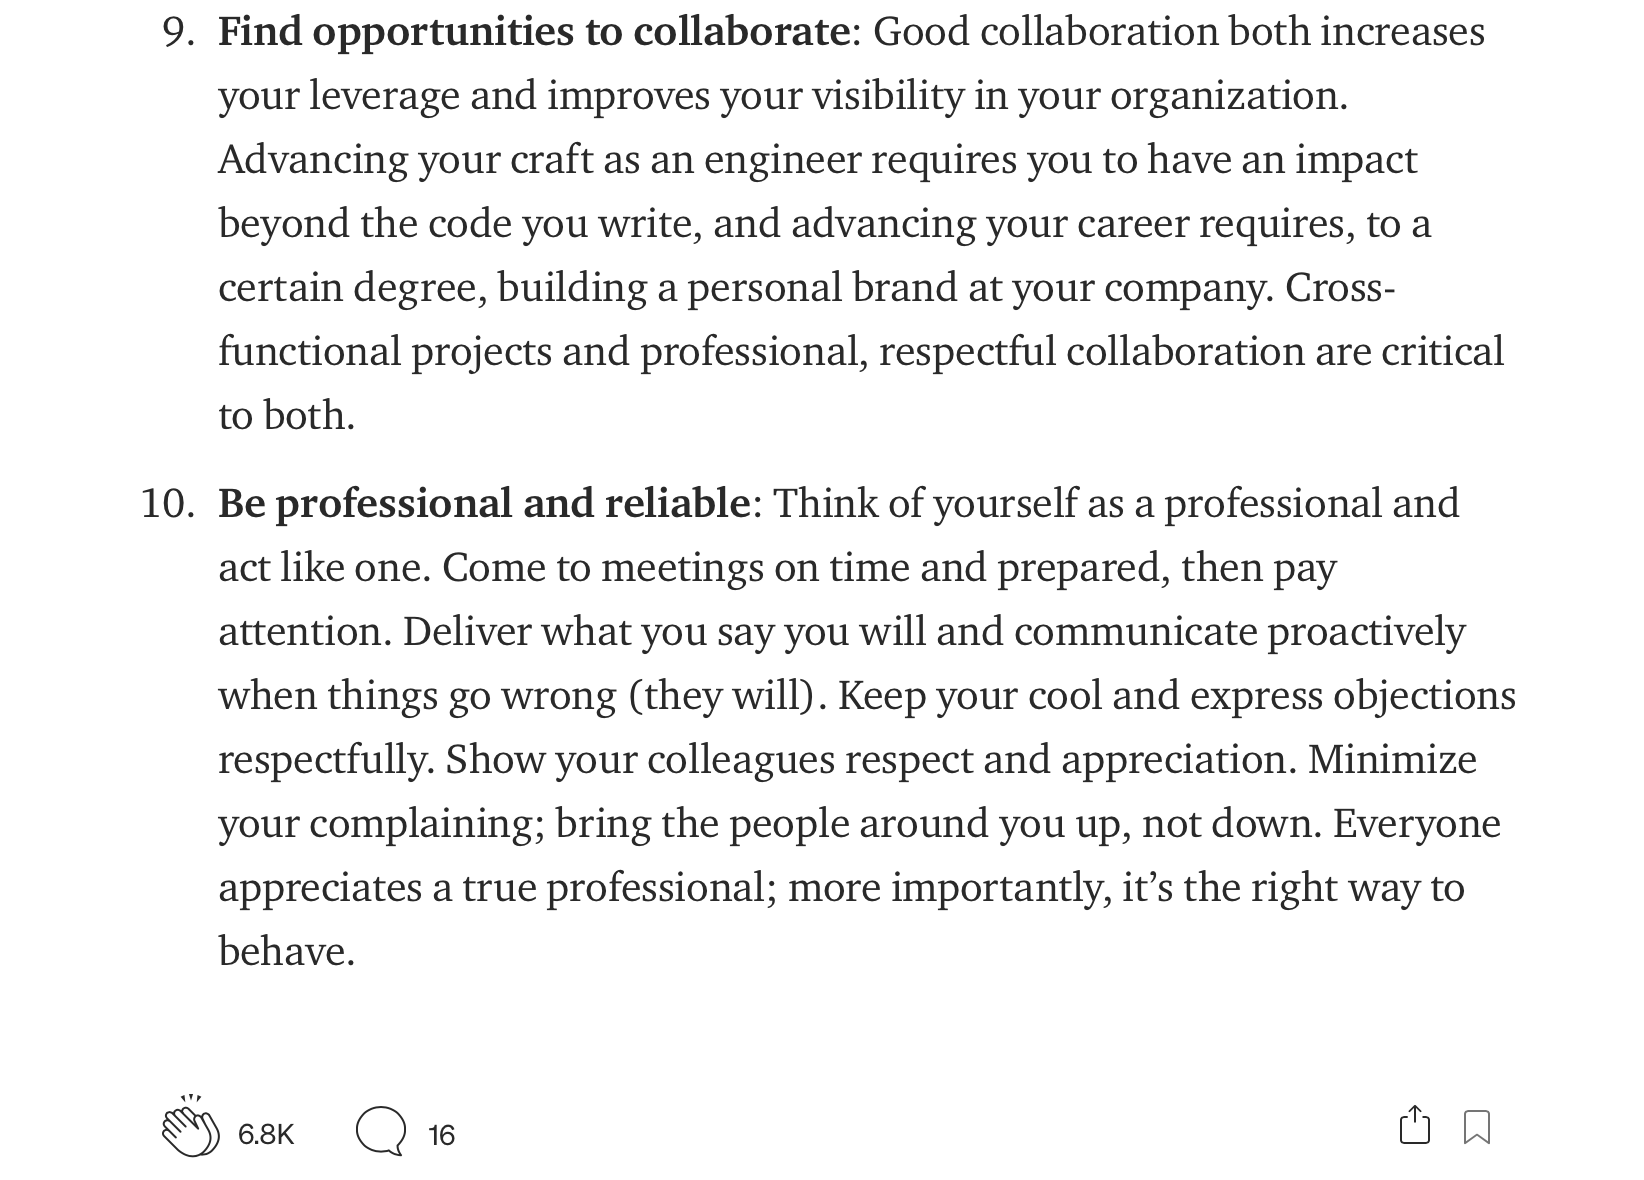 9. Find opportunities to collaborate: Good collaboration both increases
your leverage and improves your visibility in your organization.
Advancing your craft as an engineer requires you to have an impact
beyond the code you write, and advancing your career requires, to a
certain degree, building a personal brand at your company. Cross-
functional projects and professional, respectful collaboration are critical
to both.
10. Be professional and reliable: Think of yourself as a professional and
act like one. Come to meetings on time and prepared, then pay
attention. Deliver what you say you will and communicate proactively
when things go wrong (they will). Keep your cool and express objections
respectfully. Show your colleagues respect and appreciation. Minimize
your complaining; bring the people around you up, not down. Everyone
appreciates a true professional; more importantly, it’s the right way to
behave.
6.8K 16